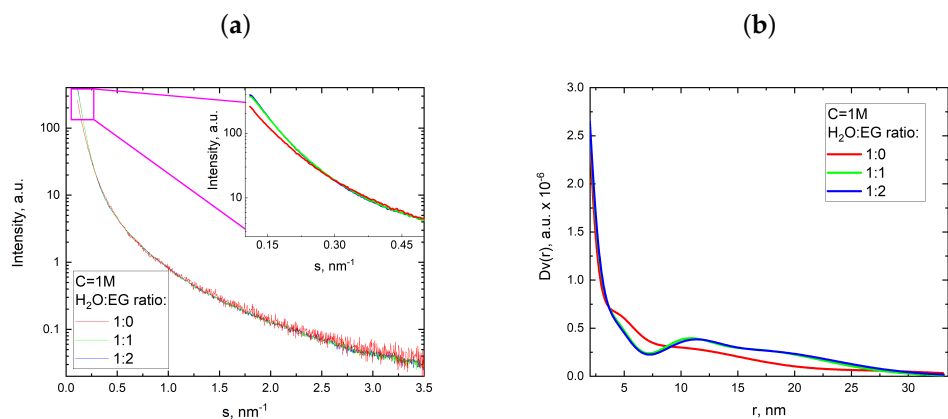 (a)
(b)
Intensity, a.u.
100
10
1
0.1
0.0 0.5 1.0 1.5 2.0 2.5 3.0 3.5
s, nm⁻¹
C=1M
H₂O:EG ratio:
1:0
1:1
1:2
Intensity, a.u.
100
10
0.15 0.30 0.45
s, nm⁻¹
Dv(r), a.u. x 10⁻⁶
3.0
2.5
2.0
1.5
1.0
0.5
0.0
5 10 15 20 25 30
r, nm
C=1M
H₂O:EG ratio:
1:0
1:1
1:2